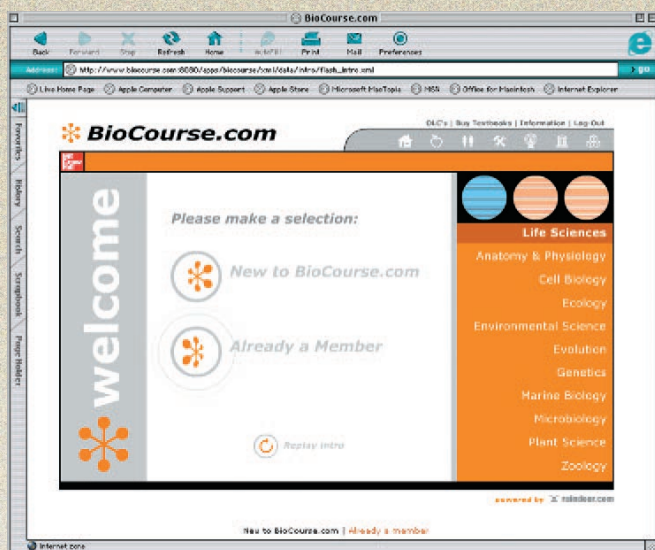 BioCourse.com
Back Forward Stop Refresh Home AutoFill Print Mail Preferences
Address: http://www.biocourse.com:8080/apps/biocourse/xml/data/intro/flash_intro.xml go
Live Home Page Apple Computer Apple Support Apple Store Microsoft MacTopia MSN Office for Macintosh Internet Explorer
Favorites
History
Search
Scrapbook
Page Holder
BioCourse.com
OLC's | Buy Textbooks | Information | Log Out
welcome
Please make a selection:
New to BioCourse.com
Already a Member
Replay intro
Life Sciences
Anatomy & Physiology
Cell Biology
Ecology
Environmental Science
Evolution
Genetics
Marine Biology
Microbiology
Plant Science
Zoology
powered by
New to BioCourse.com | Already a member
Internet zone